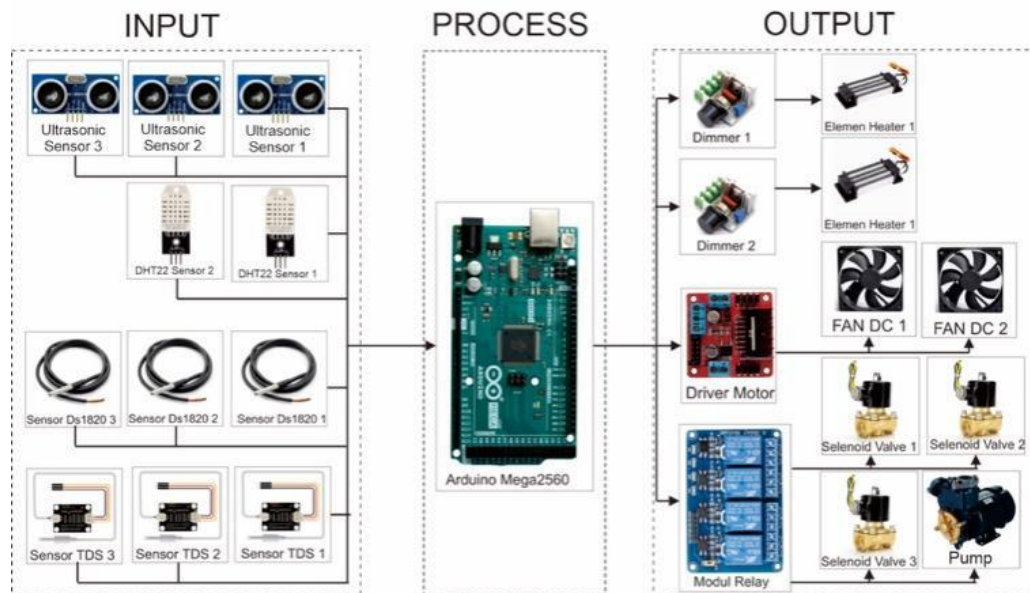 INPUT
PROCESS
OUTPUT
Ultrasonic
Sensor 3
Ultrasonic
Sensor 2
Ultrasonic
Sensor 1
DHT22 Sensor 2
DHT22 Sensor 1
Sensor Ds1820 3
Sensor Ds1820 2
Sensor Ds1820 1
Sensor TDS 3
Sensor TDS 2
Sensor TDS 1
Arduino Mega2560
Dimmer 1
Elemen Heater 1
Dimmer 2
Elemen Heater 1
FAN DC 1
FAN DC 2
Driver Motor
Selenoid Valve 1
Selenoid Valve 2
Modul Relay
Selenoid Valve 3
Pump